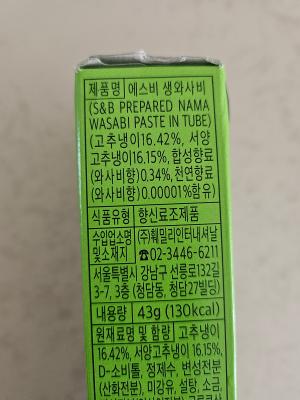 제품명 에스비 생와사비
(S&B PREPARED NAMA
WASABI PASTE IN TUBE)
(고추냉이16.42%, 서양
고추냉이16.15%, 합성향료
(와사비향)0.34%, 천연향료
(와사비향)0.00001%함유)
식품유형 향신료조제품
수입업소명 및소재지 (주)훼밀리인터내셔날
☎02-3446-6211
서울특별시 강남구 선릉로132길
3-7, 3층 (청담동, 청담27빌딩)
내용량 43g (130kcal)
원재료명 및 함량 고추냉이
16.42%, 서양고추냉이 16.15%,
D-소비톨, 정제수, 변성전분
(산화전분), 미강유, 설탕, 소금,